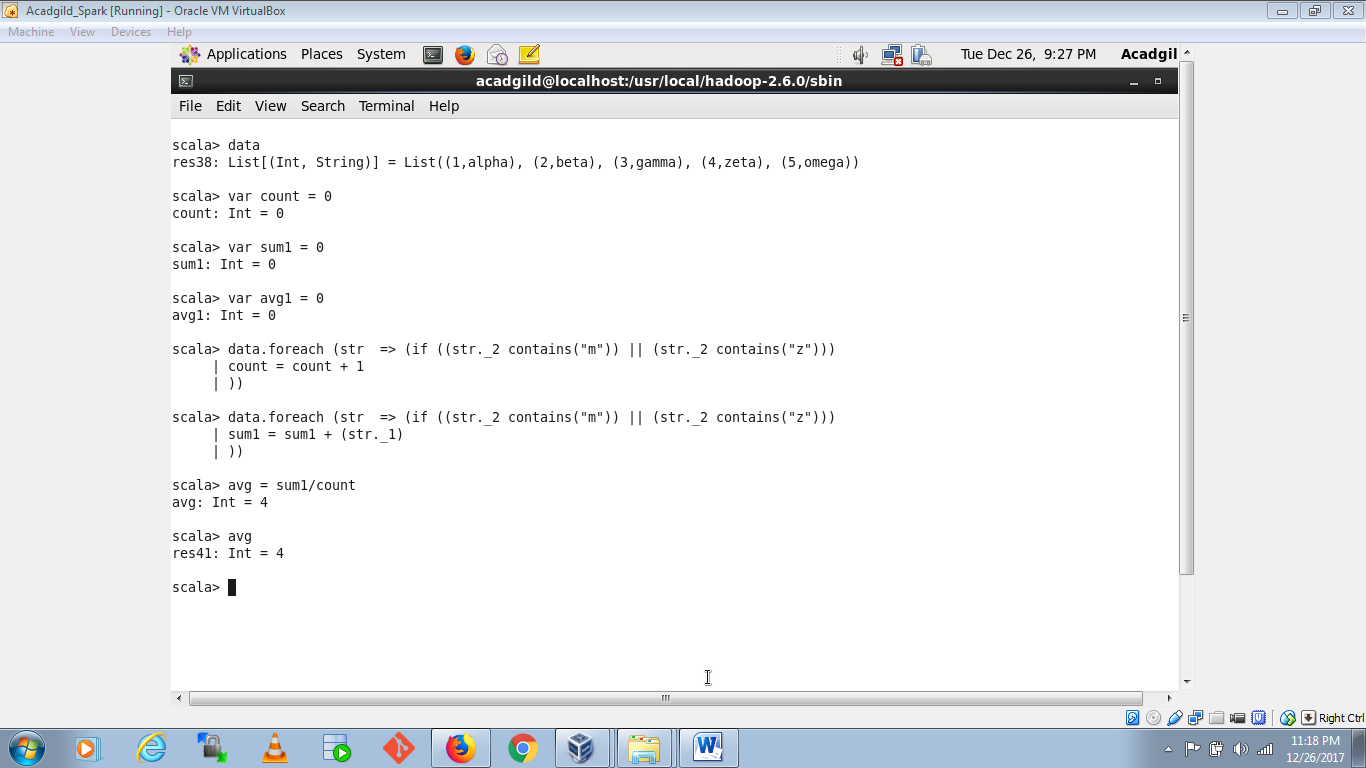 Acadgild_Spark [Running] - Oracle VM VirtualBox
Machine View Devices Help
Applications Places System Tue Dec 26, 9:27 PM Acadgil
acadgild@localhost:/usr/local/hadoop-2.6.0/sbin
File Edit View Search Terminal Help
scala> data
res38: List[(Int, String)] = List((1,alpha), (2,beta), (3,gamma), (4,zeta), (5,omega))
scala> var count = 0
count: Int = 0
scala> var sum1 = 0
sum1: Int = 0
scala> var avg1 = 0
avg1: Int = 0
scala> data.foreach (str  => (if ((str._2 contains("m")) || (str._2 contains("z")))
     | count = count + 1
     | ))
scala> data.foreach (str  => (if ((str._2 contains("m")) || (str._2 contains("z")))
     | sum1 = sum1 + (str._1)
     | ))
scala> avg = sum1/count
avg: Int = 4
scala> avg
res41: Int = 4
scala>
Right Ctrl
11:18 PM
12/26/2017